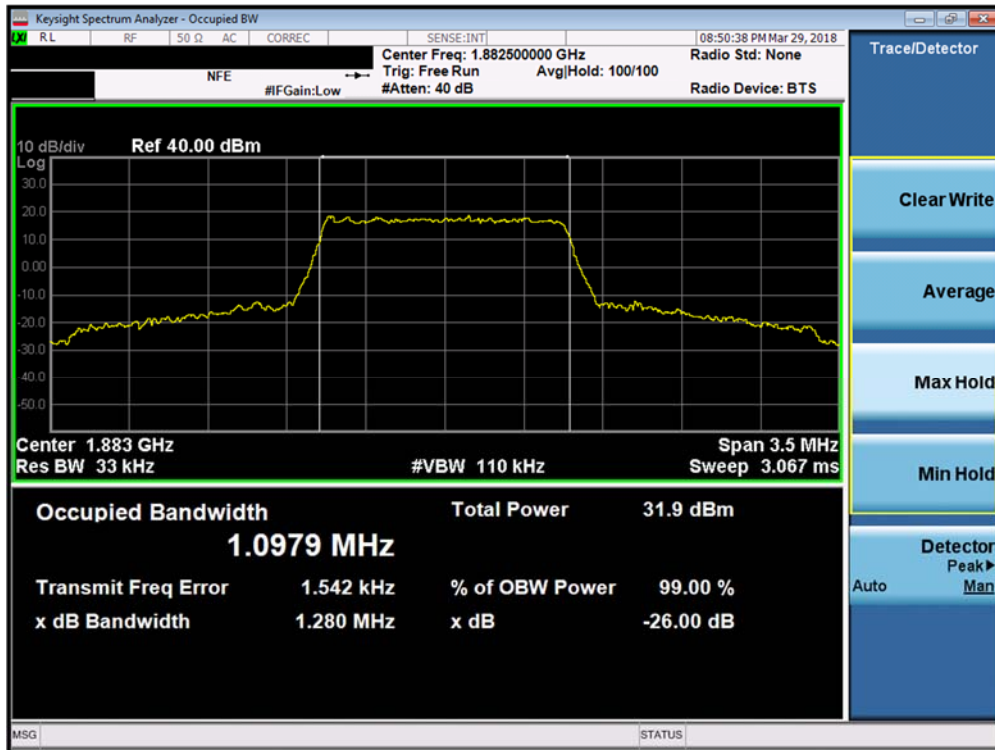 Keysight Spectrum Analyzer - Occupied BW
LXI RL RF 50 Ω AC CORREC SENSE:INT 08:50:38 PM Mar 29, 2018
Center Freq: 1.882500000 GHz Radio Std: None
NFE Trig: Free Run Avg|Hold: 100/100
#IFGain:Low #Atten: 40 dB Radio Device: BTS
10 dB/div Ref 40.00 dBm
Log
30.0
20.0
10.0
0.00
-10.0
-20.0
-30.0
-40.0
-50.0
Center 1.883 GHz Span 3.5 MHz
Res BW 33 kHz #VBW 110 kHz Sweep 3.067 ms
Occupied Bandwidth Total Power 31.9 dBm
1.0979 MHz
Transmit Freq Error 1.542 kHz % of OBW Power 99.00 %
x dB Bandwidth 1.280 MHz x dB -26.00 dB
MSG STATUS
Trace/Detector
Clear Write
Average
Max Hold
Min Hold
Detector
Peak▶
Auto Man